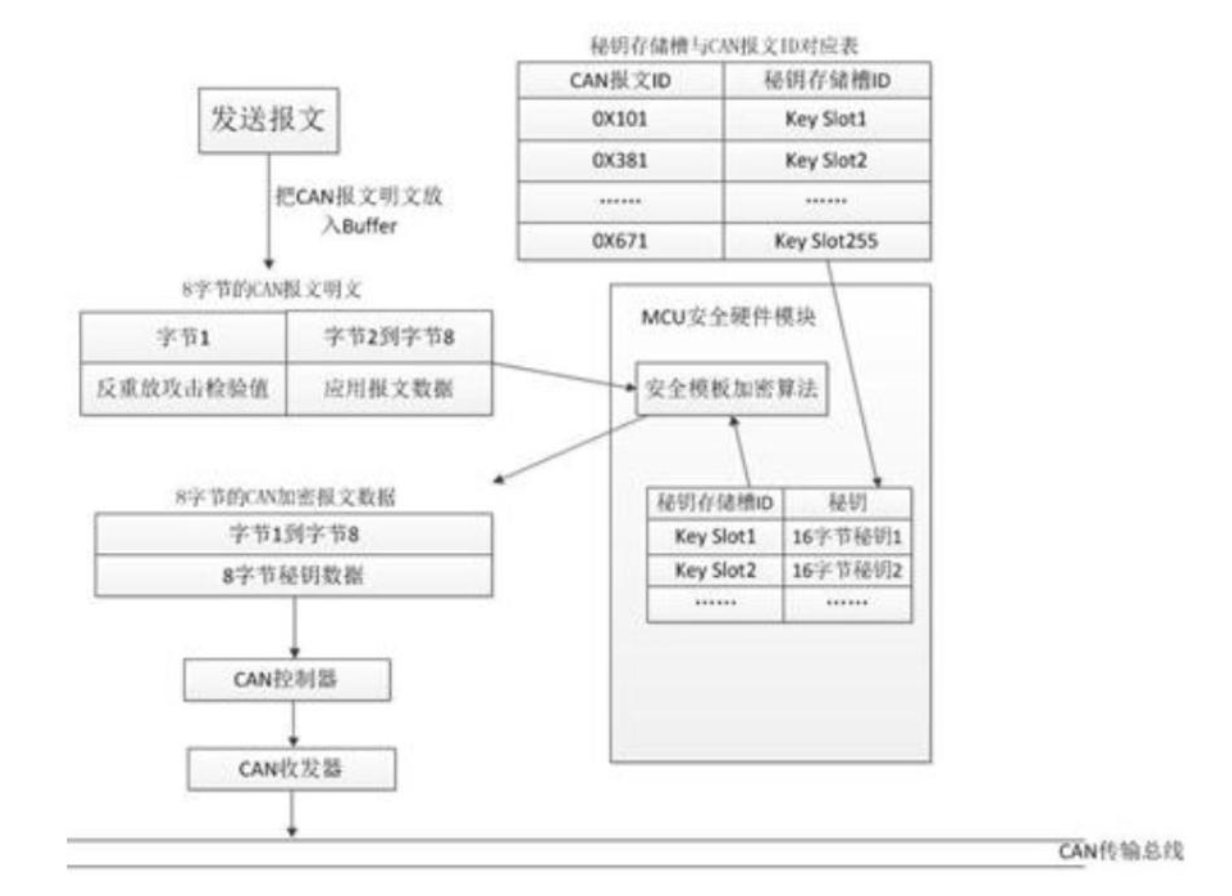 秘钥存储槽与CAN报文ID对应表
CAN报文ID 秘钥存储槽ID
0X101 Key Slot1
0X381 Key Slot2
…… ……
0X671 Key Slot255
发送报文
把CAN报文明文放
入Buffer
8字节的CAN报文明文
字节1 字节2到字节8
反重放攻击检验值 应用报文数据
MCU安全硬件模块
安全模板加密算法
秘钥存储槽ID 秘钥
Key Slot1 16字节秘钥1
Key Slot2 16字节秘钥2
…… ……
8字节的CAN加密报文数据
字节1到字节8
8字节秘钥数据
CAN控制器
CAN收发器
CAN传输总线